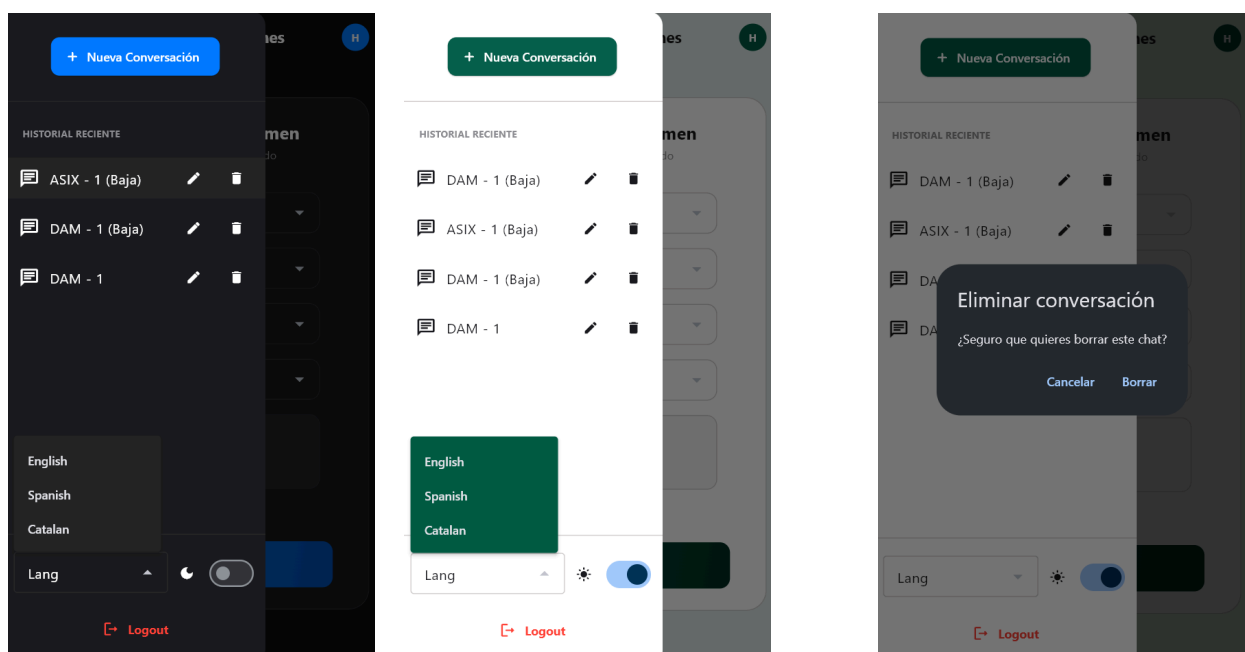 + Nueva Conversación
nes
H
HISTORIAL RECIENTE
men
do
ASIX - 1 (Baja)
DAM - 1 (Baja)
DAM - 1
English
Spanish
Catalan
Lang
Logout
+ Nueva Conversación
nes
H
HISTORIAL RECIENTE
men
do
DAM - 1 (Baja)
ASIX - 1 (Baja)
DAM - 1 (Baja)
DAM - 1
English
Spanish
Catalan
Lang
Logout
+ Nueva Conversación
nes
H
HISTORIAL RECIENTE
men
do
DAM - 1 (Baja)
ASIX - 1 (Baja)
DA
DA
Eliminar conversación
¿Seguro que quieres borrar este chat?
Cancelar Borrar
Lang
Logout